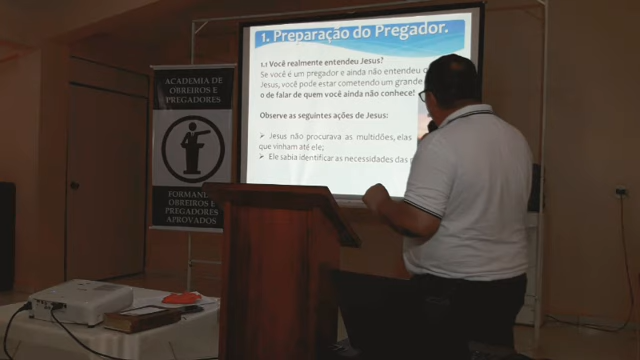 ACADEMIA DE
OBREIROS E
PREGADORES
FORMANDO
OBREIROS E
PREGADORES
APROVADOS
1. Preparação do Pregador.
1.1 Você realmente entendeu Jesus?
Se você é um pregador e ainda não entendeu
Jesus, você pode estar cometendo um grande
o de falar de quem você ainda não conhece!
Observe as seguintes ações de Jesus:
➢ Jesus não procurava as multidões, elas
que vinham até ele;
➢ Ele sabia identificar as necessidades das